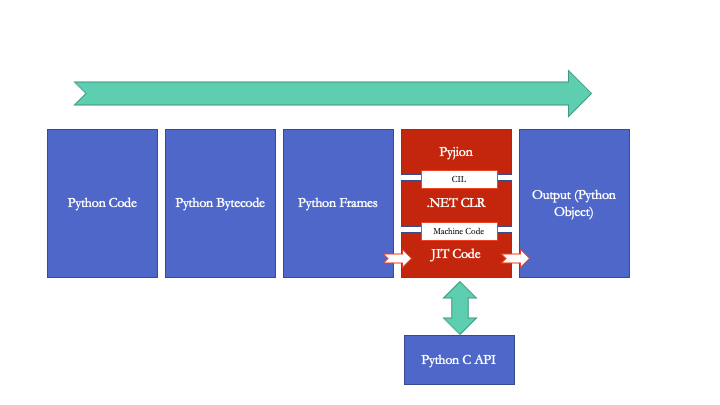 Python Code
Python Bytecode
Python Frames
Pyjion
CIL
.NET CLR
Machine Code
JIT Code
Output (Python
Object)
Python C API